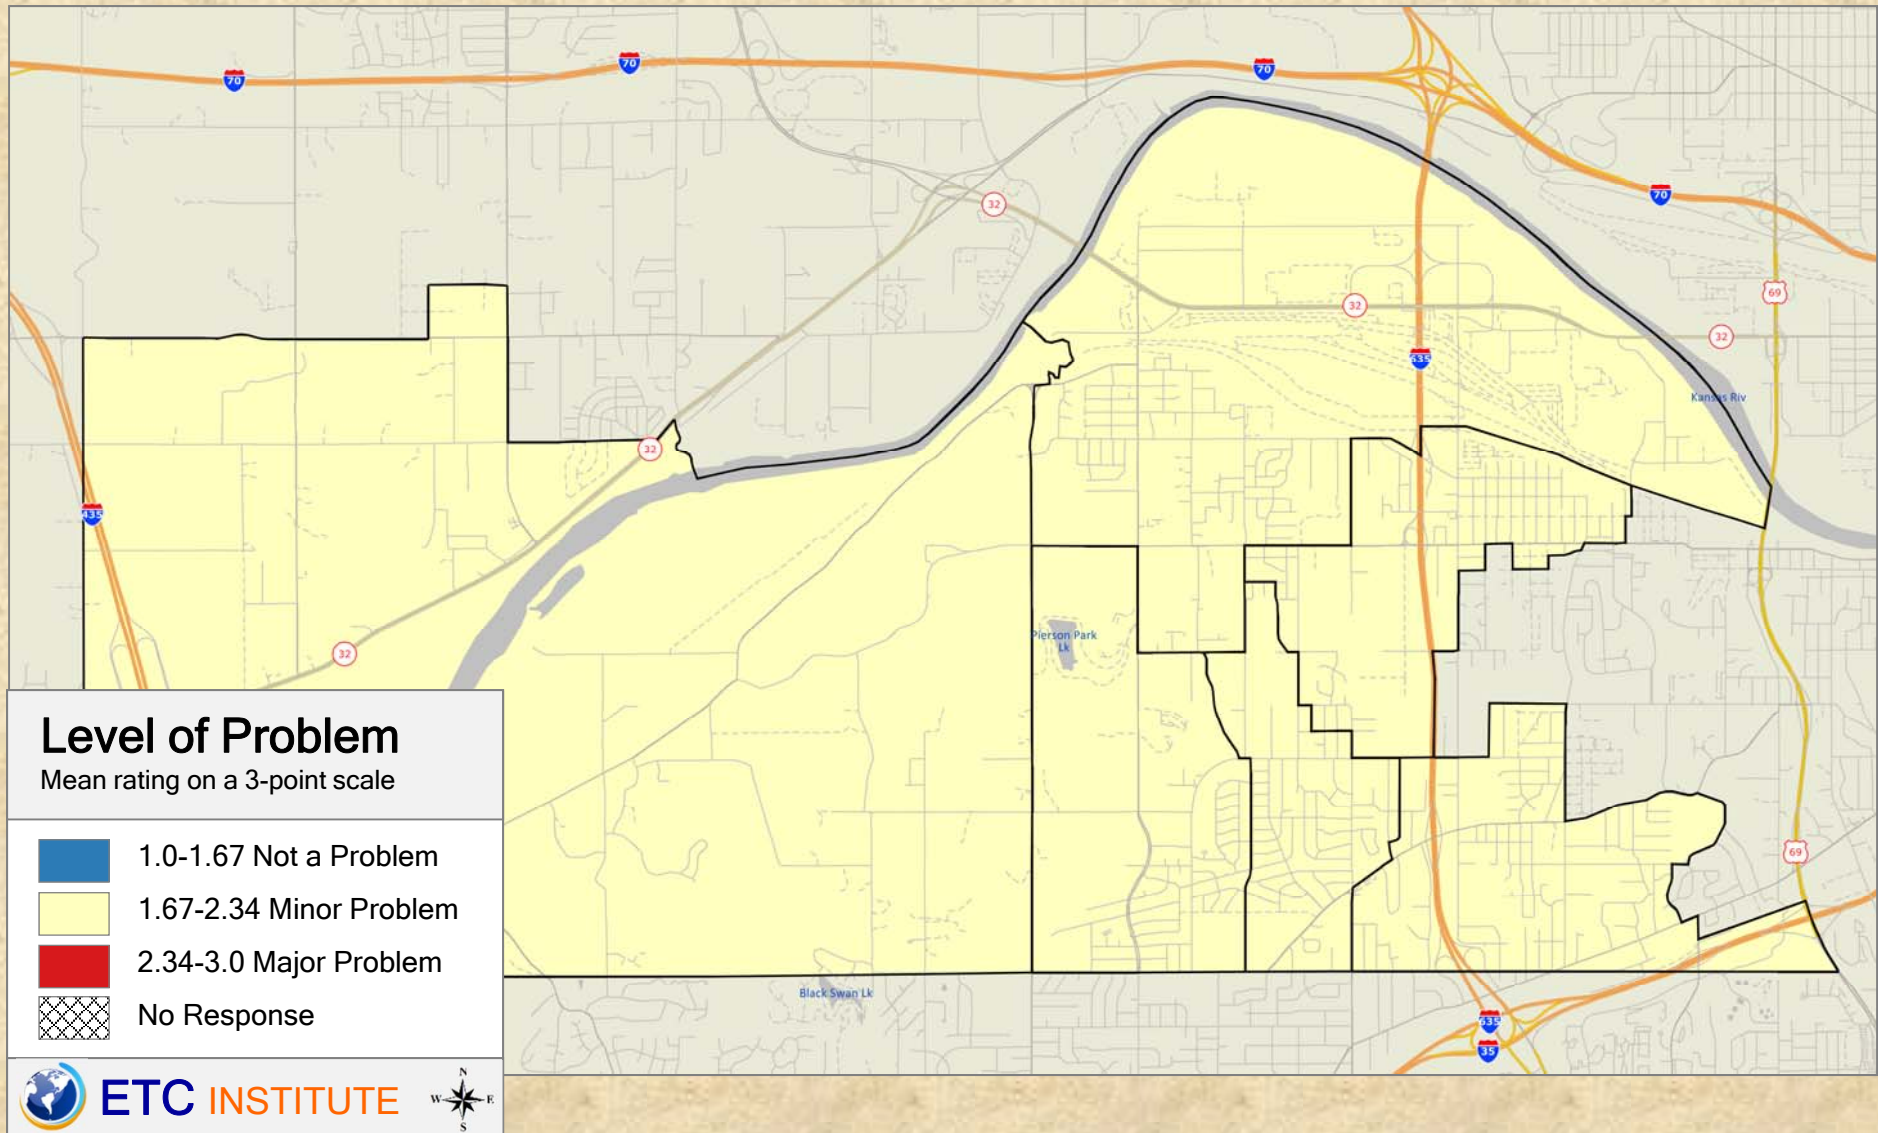 70
70
70
70
32
69
32
32
635
Kansas Riv
32
435
Pierson Park
Lk
32
69
Level of Problem
Mean rating on a 3-point scale
1.0-1.67 Not a Problem
1.67-2.34 Minor Problem
2.34-3.0 Major Problem
No Response
Black Swan Lk
635
35
ETC INSTITUTE
N
W E
S